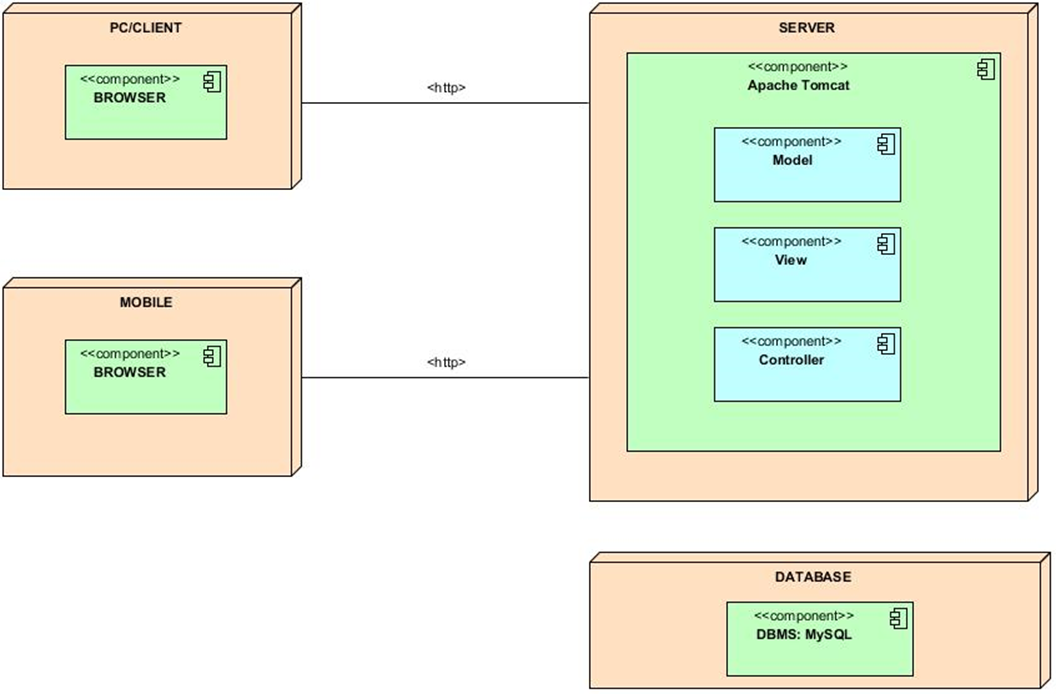 PC/CLIENT
<<component>>
BROWSER
<http>
SERVER
<<component>>
Apache Tomcat
<<component>>
Model
<<component>>
View
<<component>>
Controller
MOBILE
<<component>>
BROWSER
<http>
DATABASE
<<component>>
DBMS: MySQL